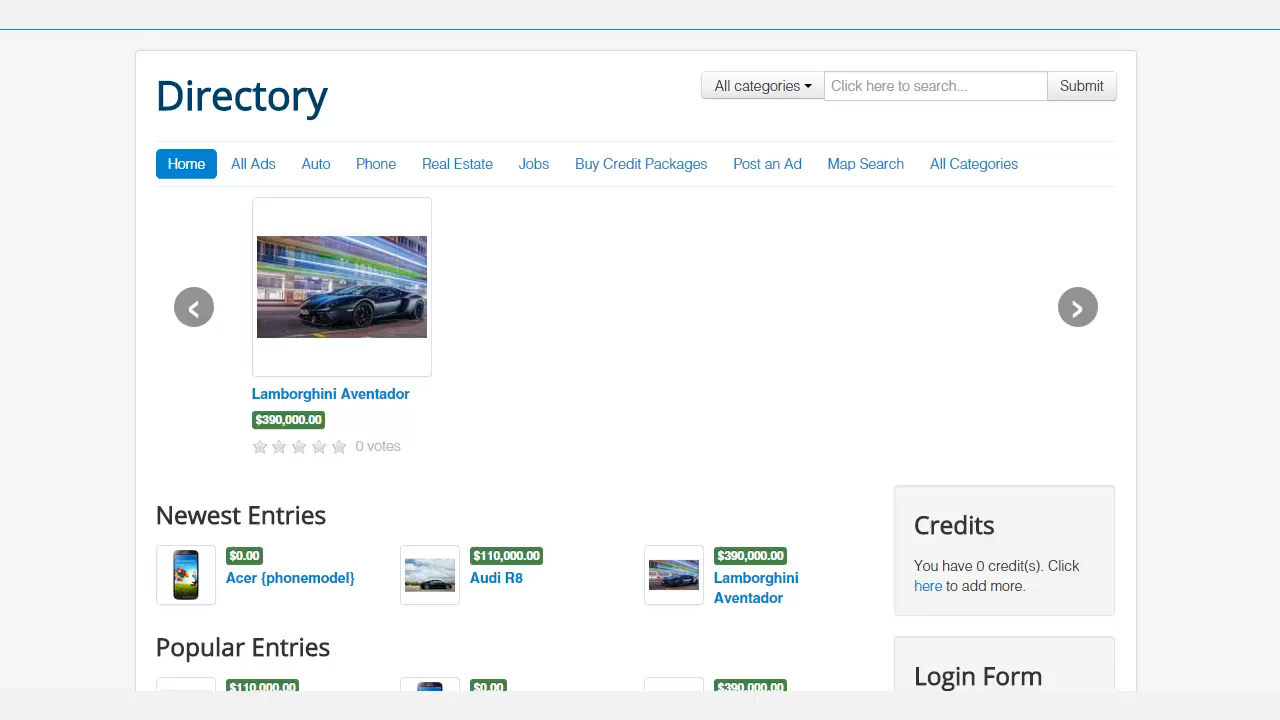 Directory
All categories
Click here to search...
Submit
Home
All Ads
Auto
Phone
Real Estate
Jobs
Buy Credit Packages
Post an Ad
Map Search
All Categories
Lamborghini Aventador
$390,000.00
0 votes
Newest Entries
$0.00
Acer {phonemodel}
$110,000.00
Audi R8
$390,000.00
Lamborghini
Aventador
Credits
You have 0 credit(s). Click
here to add more.
Popular Entries
$110,000.00
$0.00
$390,000.00
Login Form